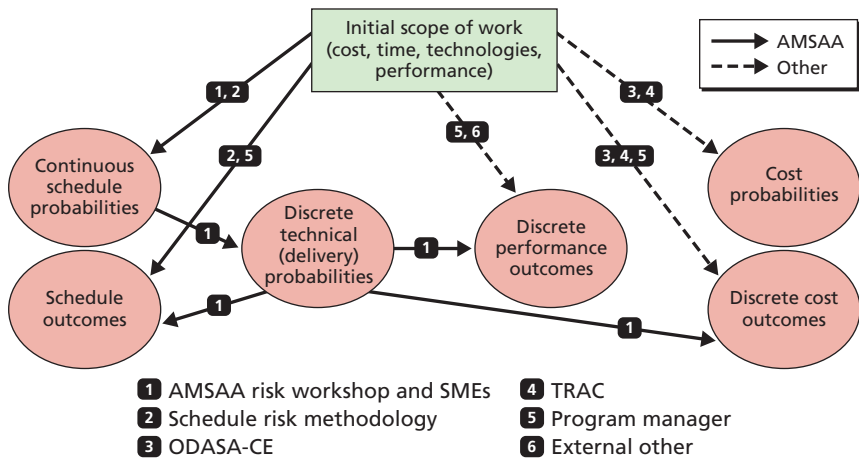 Initial scope of work
(cost, time, technologies,
performance)
AMSAA
Other
1, 2
3, 4
5, 6
2, 5
3, 4, 5
Continuous
schedule
probabilities
Cost
probabilities
1
Discrete
technical
(delivery)
probabilities
1
Discrete
performance
outcomes
Schedule
outcomes
1
1
Discrete cost
outcomes
1 AMSAA risk workshop and SMEs
2 Schedule risk methodology
3 ODASA-CE
4 TRAC
5 Program manager
6 External other